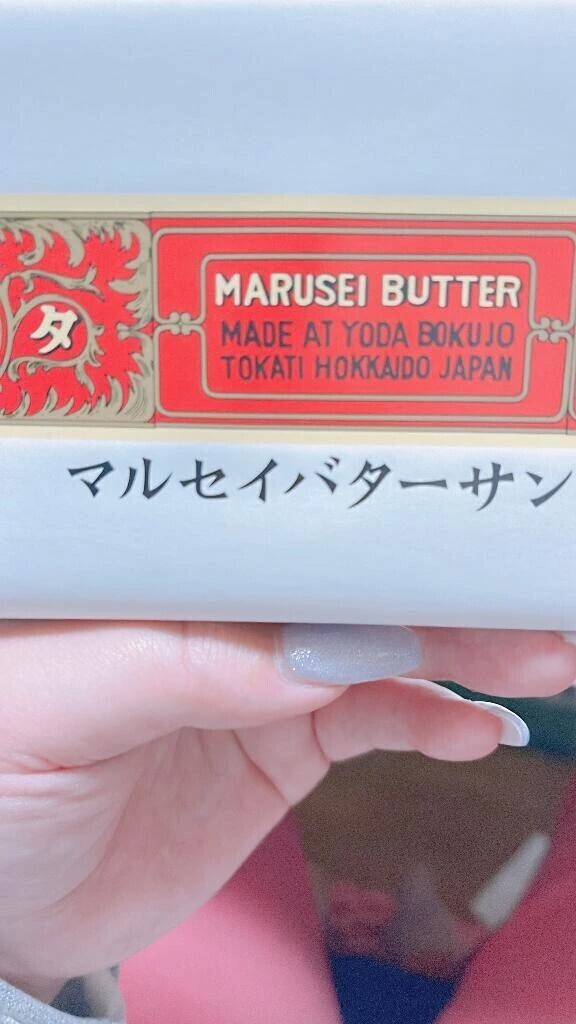 タ
MARUSEI BUTTER
MADE AT YODA BOKUJO
TOKATI HOKKAIDO JAPAN
マルセイバターサン